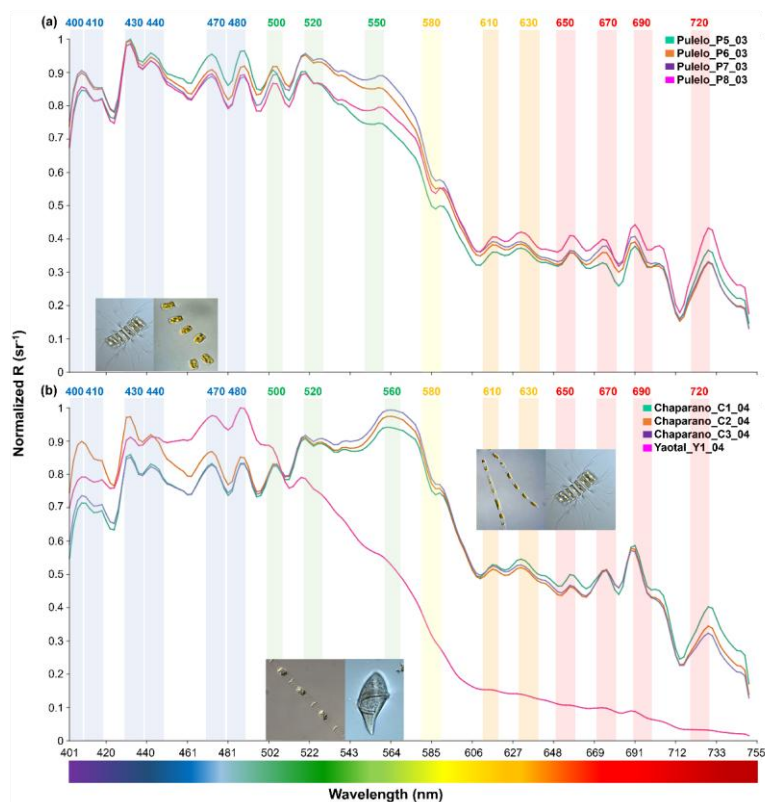 400 410 430 440 470 480 500 520 550 580 610 630 650 670 690 720
(a)
Pulelo_P5_03
Pulelo_P6_03
Pulelo_P7_03
Pulelo_P8_03
1
0.9
0.8
0.7
0.6
0.5
0.4
0.3
0.2
0.1
0
Normalized R (sr⁻¹)
400 410 430 440 470 480 500 520 560 580 610 630 650 670 690 720
(b)
Chaparano_C1_04
Chaparano_C2_04
Chaparano_C3_04
Yaotal_Y1_04
1
0.9
0.8
0.7
0.6
0.5
0.4
0.3
0.2
0.1
0
401 420 440 461 481 502 522 543 564 585 606 627 648 669 691 712 733 755
Wavelength (nm)